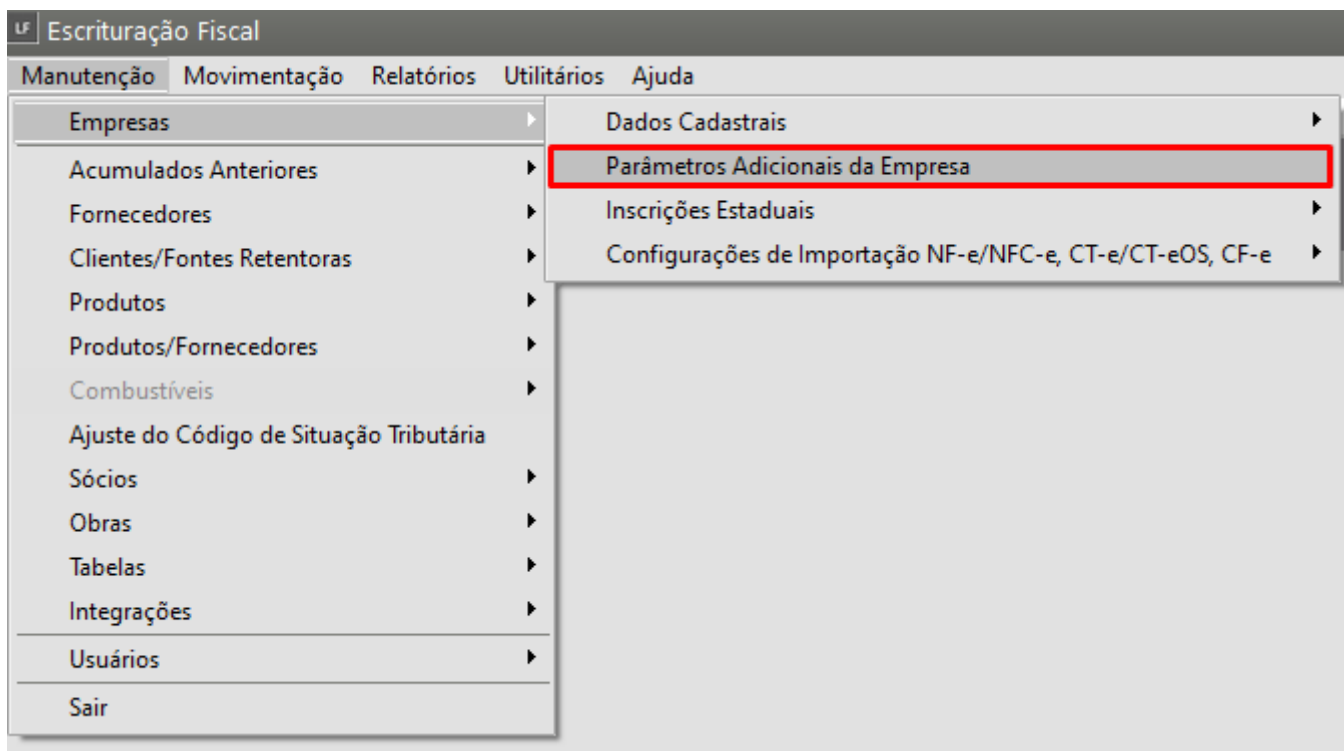 LF Escrituração Fiscal
Manutenção Movimentação Relatórios Utilitários Ajuda
Empresas
Acumulados Anteriores
Fornecedores
Clientes/Fontes Retentoras
Produtos
Produtos/Fornecedores
Combustíveis
Ajuste do Código de Situação Tributária
Sócios
Obras
Tabelas
Integrações
Usuários
Sair
Dados Cadastrais
Parâmetros Adicionais da Empresa
Inscrições Estaduais
Configurações de Importação NF-e/NFC-e, CT-e/CT-eOS, CF-e